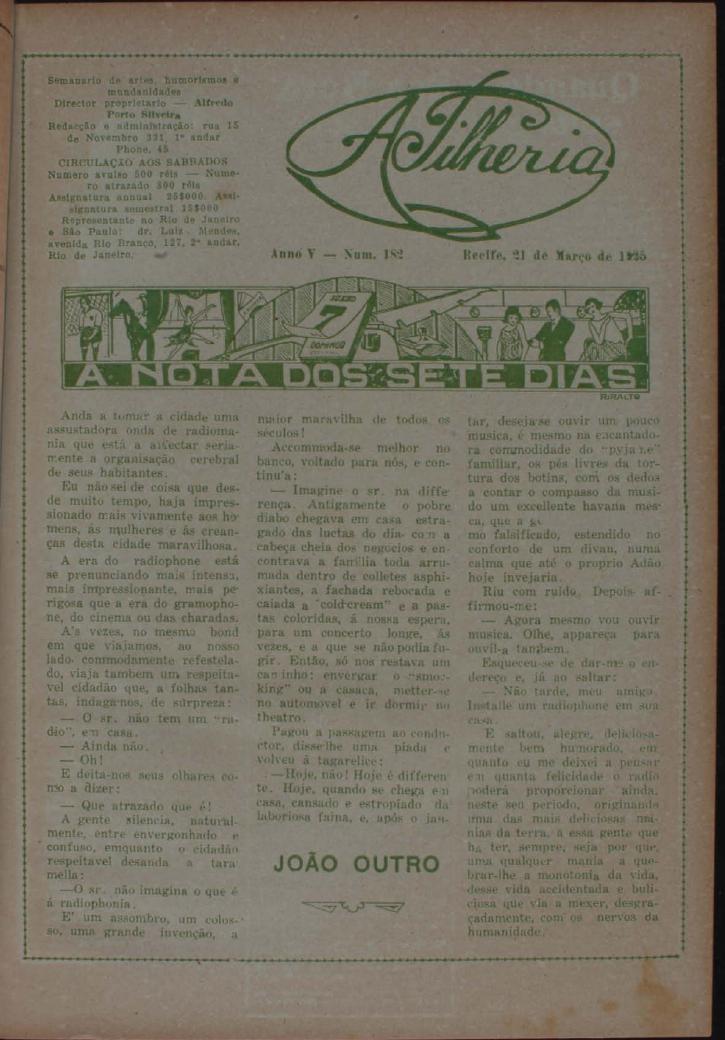 Semanario de artes, humorismos e
mundanidades
Director proprietario — Alfredo
Porto Silveira
Redacção e administração: rua 15
de Novembro 331, 1º andar
Phone, 45
CIRCULAÇÃO AOS SABBADOS
Numero avulso 500 réis — Nume-
ro atrazado 800 réis
Assignatura annual 25$000. Assi-
signatura semestral 13$000
Representante no Rio de Janeiro
e São Paulo: dr. Luiz Mendes,
avenida Rio Branco, 127, 2º andar,
Rio de Janeiro.
A Pilheria
Anno V — Num. 182
Recife, 21 de Março de 1925
7
DOMINGO
A NOTA DOS SETE DIAS
RIRALTO
Anda a tomar a cidade uma
assustadora onda de radioma-
nia que está a affectar seria-
mente a organisação cerebral
de seus habitantes.
Eu não sei de coisa que des-
de muito tempo, haja impres-
sionado mais vivamente aos ho-
mens, ás mulheres e ás crean-
ças desta cidade maravilhosa.
A era do radiophone está
se prenunciando mais intensa,
mais impressionante, mais pe-
rigosa que a era do gramopho-
ne, do cinema ou das charadas.
A's vezes, no mesmo bond
em que viajamos, ao nosso
lado commodamente refestela-
do, viaja tambem um respeita-
vel cidadão que, a folhas tan-
tas, indaga-nos, de surpreza:
— O sr. não tem um "ra-
dio", em casa.
— Ainda não.
— Oh!
E deita-nos seus olhares co-
mo a dizer:
— Que atrazado que é!
A gente silencia, natural-
mente, entre envergonhado e
confuso, emquanto o cidadão
respeitavel desanda a tara
mella:
—O sr. não imagina o que é
á radiophonia.
E' um assombro, um colos-
so, uma grande invenção, a
maior maravilha de todos os
séculos!
Accommoda-se melhor no
banco, voltado para nós, e con-
tinu'a:
— Imagine o sr. na diffe
rença. Antigamente o pobre
diabo chegava em casa estra-
gado das luctas do dia com a
cabeça cheia dos negocios e en-
contrava a familia toda arru-
mada dentro de colletes asphi-
xiantes, a fachada rebocada e
caiada a "cold-cream" e a pas-
tas coloridas, á nossa espera,
para um concerto longe, ás
vezes, e a que se não podia fu-
gir. Então, só nos restava um
caminho: envergar o "smoc-
king" ou a casaca, metter-se
no automovel e ir dormir no
theatro.
Pagou a passagem ao condu-
ctor, disse-lhe uma piada e
volveu á tagarelice:
—Hoje, não! Hoje é differen
te. Hoje, quando se chega em
casa, cansado e estropiado da
laboriosa faina, e, após o jan-
JOÃO OUTRO
tar, deseja-se ouvir um pouco
musica, é mesmo na encantado-
ra commodidade do "pyjame"
familiar, os pés livres da tor-
tura dos botins, com os dedos
a contar o compasso da musi-
do um excellente havana mes-
ca, que a
mo falsificado, estendido no
conforto de um divan, numa
calma que até o proprio Adão
hoje invejaria.
Riu com ruido. Depois af-
firmou-me:
— Agora mesmo vou ouvir
musica. Olhe, appareça para
ouvil-a tambem.
Esqueceu-se de dar-me o en-
dereço e, já ao saltar:
— Não tarde, meu amigo.
Installe um radiophone em sua
casa.
E saltou, alegre, deliciosa-
mente bem humorado, em
quanto eu me deixei a pensar
em quanta felicidade o radio
poderá proporcionar ainda,
neste seu periodo, originando
uma das mais deliciosas ma-
nias da terra, a essa gente que
ha ter, sempre, seja por que,
uma qualquer mania a que-
brar-lhe a monotonia da vida,
desse vida accidentada e buli-
ciosa que via a mexer, desgra-
çadamente, com os nervos da
humanidade.